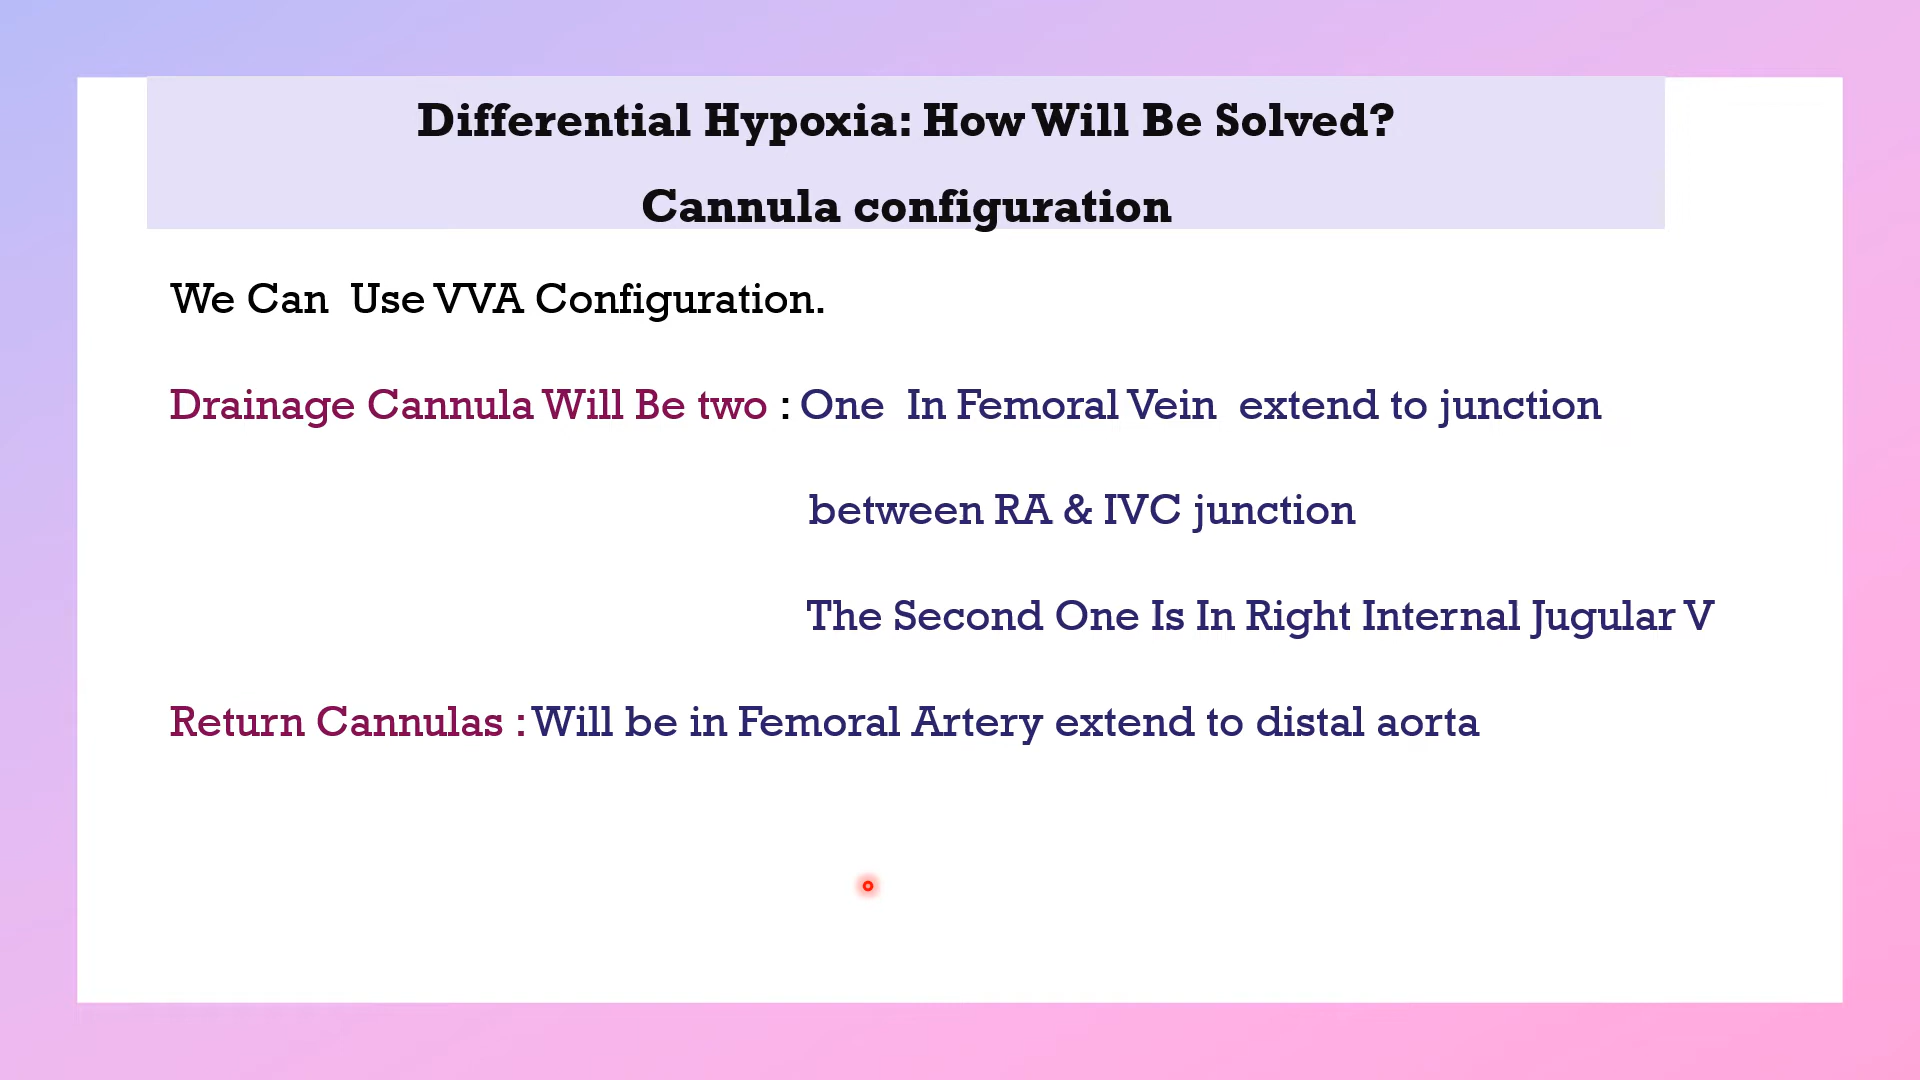 Differential Hypoxia: How Will Be Solved?
Cannula configuration
We Can Use VVA Configuration.
Drainage Cannula Will Be two : One In Femoral Vein extend to junction
between RA & IVC junction
The Second One Is In Right Internal Jugular V
Return Cannulas : Will be in Femoral Artery extend to distal aorta